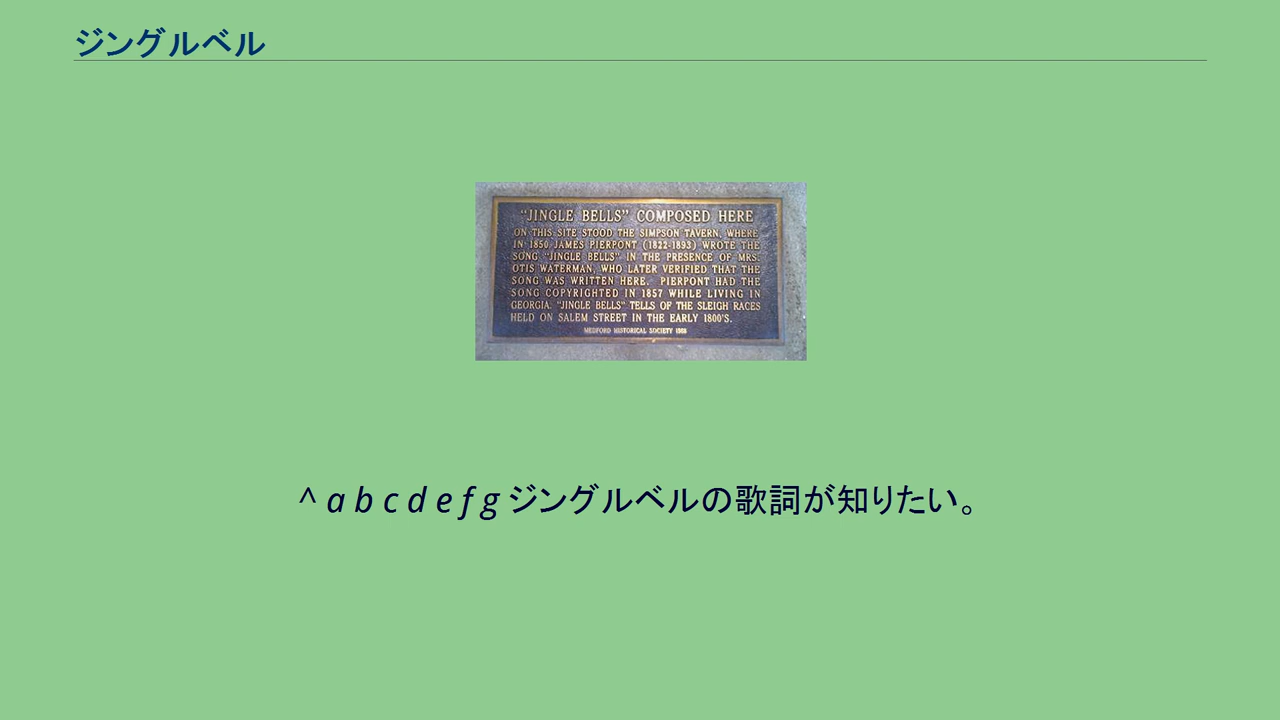 ジングルベル
“JINGLE BELLS” COMPOSED HERE
ON THIS SITE STOOD THE SIMPSON TAVERN, WHERE
IN 1850 JAMES PIERPONT (1822-1893) WROTE THE
SONG “JINGLE BELLS” IN THE PRESENCE OF MRS.
OTIS WATERMAN, WHO LATER VERIFIED THAT THE
SONG WAS WRITTEN HERE. PIERPONT HAD THE
SONG COPYRIGHTED IN 1857 WHILE LIVING IN
GEORGIA. “JINGLE BELLS” TELLS OF THE SLEIGH RACES
HELD ON SALEM STREET IN THE EARLY 1800'S.
MEDFORD HISTORICAL SOCIETY
^ a b c d e f g ジングルベルの歌詞が知りたい。